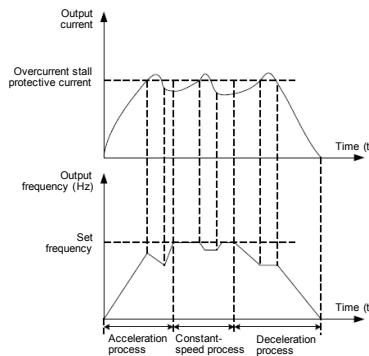 Output
current
Overcurrent stall
protective current
Time (t
Output
frequency (Hz)
Set
frequency
Time (t
Acceleration
process
Constant-
speed process
Deceleration
process